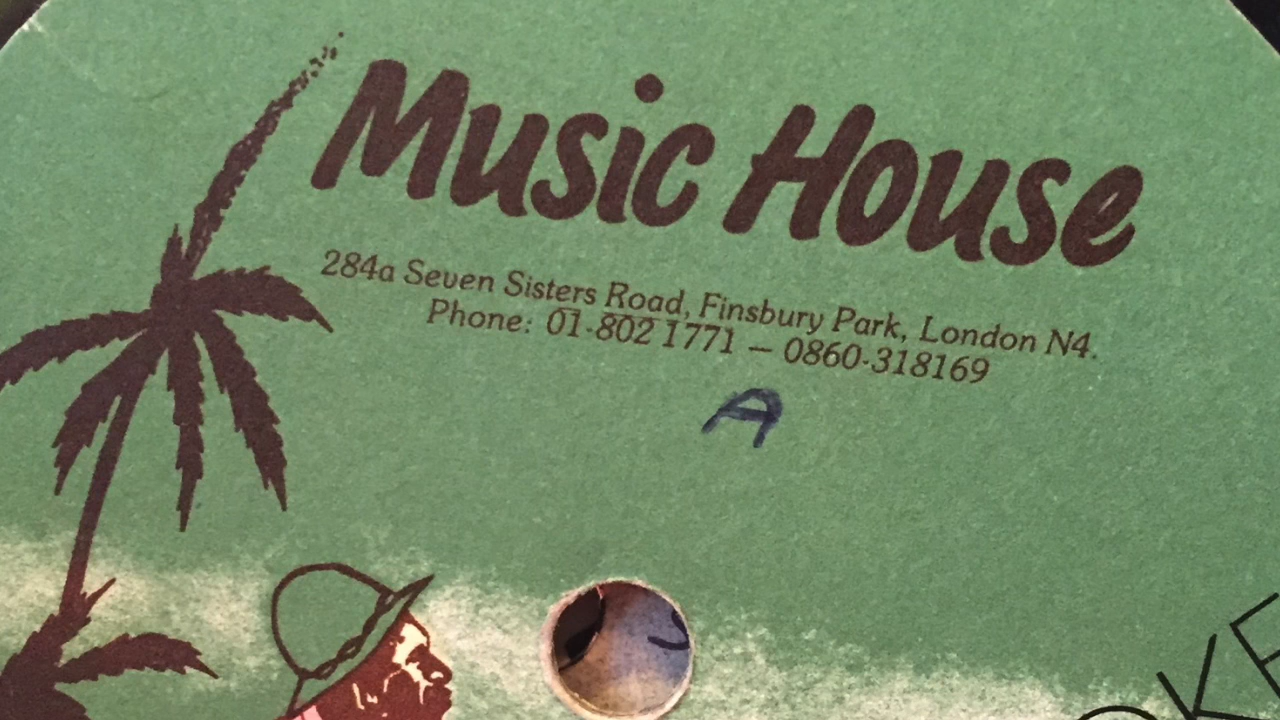 Music House
284a Seven Sisters Road, Finsbury Park, London N4.
Phone: 01-802 1771 – 0860-318169
A